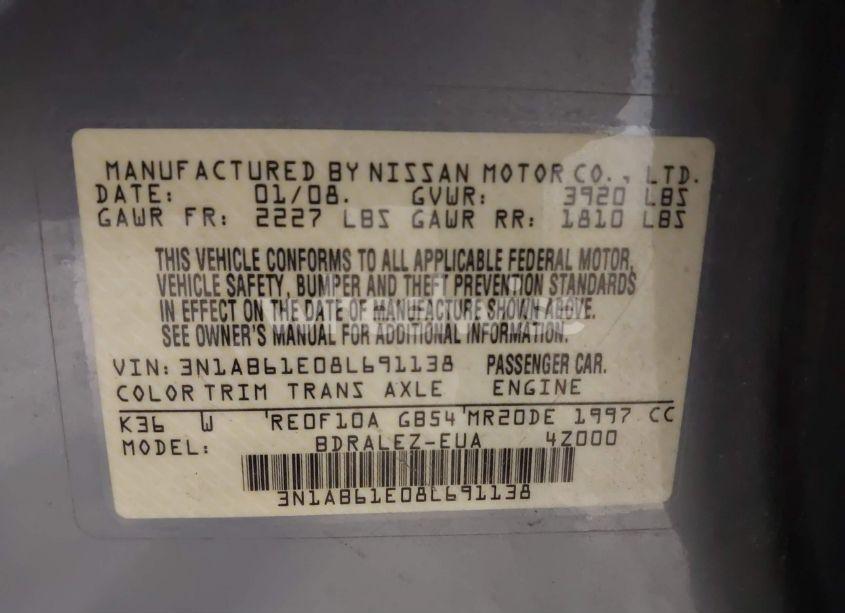 MANUFACTURED BY NISSAN MOTOR CO., LTD.
DATE: 01/08. GVWR: 3920 LBS
GAWR FR: 2227 LBS GAWR RR: 1810 LBS
THIS VEHICLE CONFORMS TO ALL APPLICABLE FEDERAL MOTOR
VEHICLE SAFETY, BUMPER AND THEFT PREVENTION STANDARDS
IN EFFECT ON THE DATE OF MANUFACTURE SHOWN ABOVE.
SEE OWNER'S MANUAL FOR ADDITIONAL INFORMATION.
VIN: 3N1AB61E08L691138 PASSENGER CAR.
COLOR TRIM TRANS AXLE ENGINE
K36 W RE0F10A GB54 MR20DE 1997 CC
MODEL: BDRALEZ-EUA 4Z000
3N1AB61E08L691138